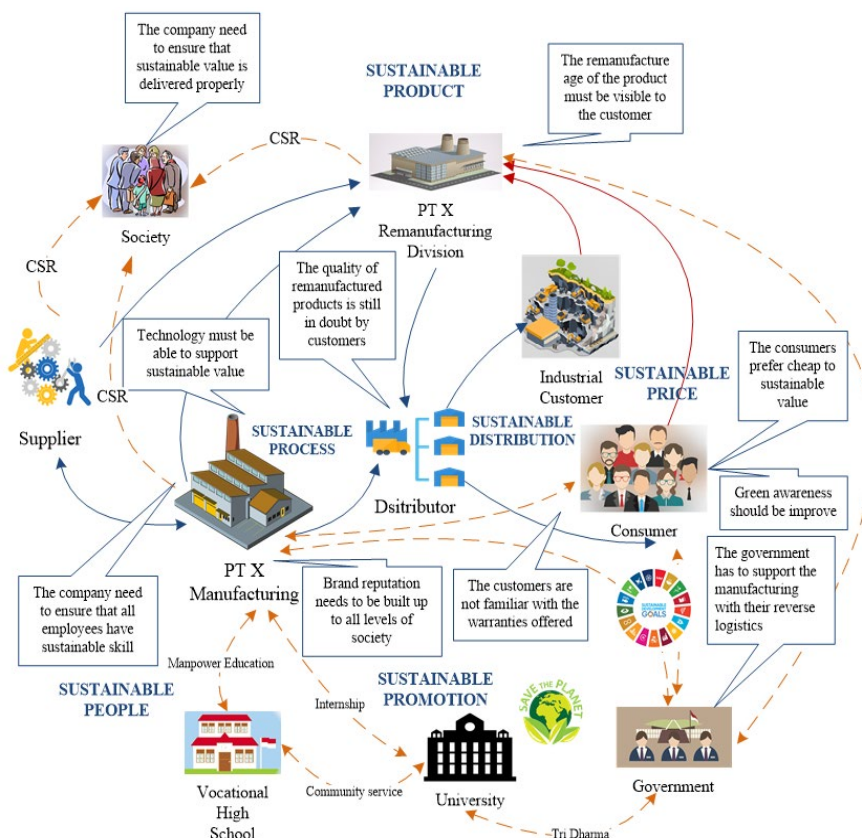 The company need
to ensure that
sustainable value is
delivered properly
SUSTAINABLE
PRODUCT
The remanufacture
age of the product
must be visible to
the customer
CSR
Society
PT X
Remanufacturing
Division
CSR
The quality of
remanufactured
products is still
in doubt by
customers
Technology must be
able to support
sustainable value
Industrial
Customer
SUSTAINABLE
PRICE
The consumers
prefer cheap to
sustainable
value
CSR
Supplier
SUSTAINABLE
PROCESS
SUSTAINABLE
DISTRIBUTION
Dsitributor
Consumer
Green awareness
should be improve
The company need
to ensure that all
employees have
sustainable skill
PT X
Manufacturing
Brand reputation
needs to be built up
to all levels of
society
The customers are
not familiar with the
warranties offered
SUSTAINABLE
DEVELOPMENT
GOALS
The government
has to support the
manufacturing
with their reverse
logistics
Manpower Education
SUSTAINABLE
PEOPLE
Internship
SUSTAINABLE
PROMOTION
SAVE THE PLANET
Vocational
High
School
Community service
University
Government
Tri Dharma